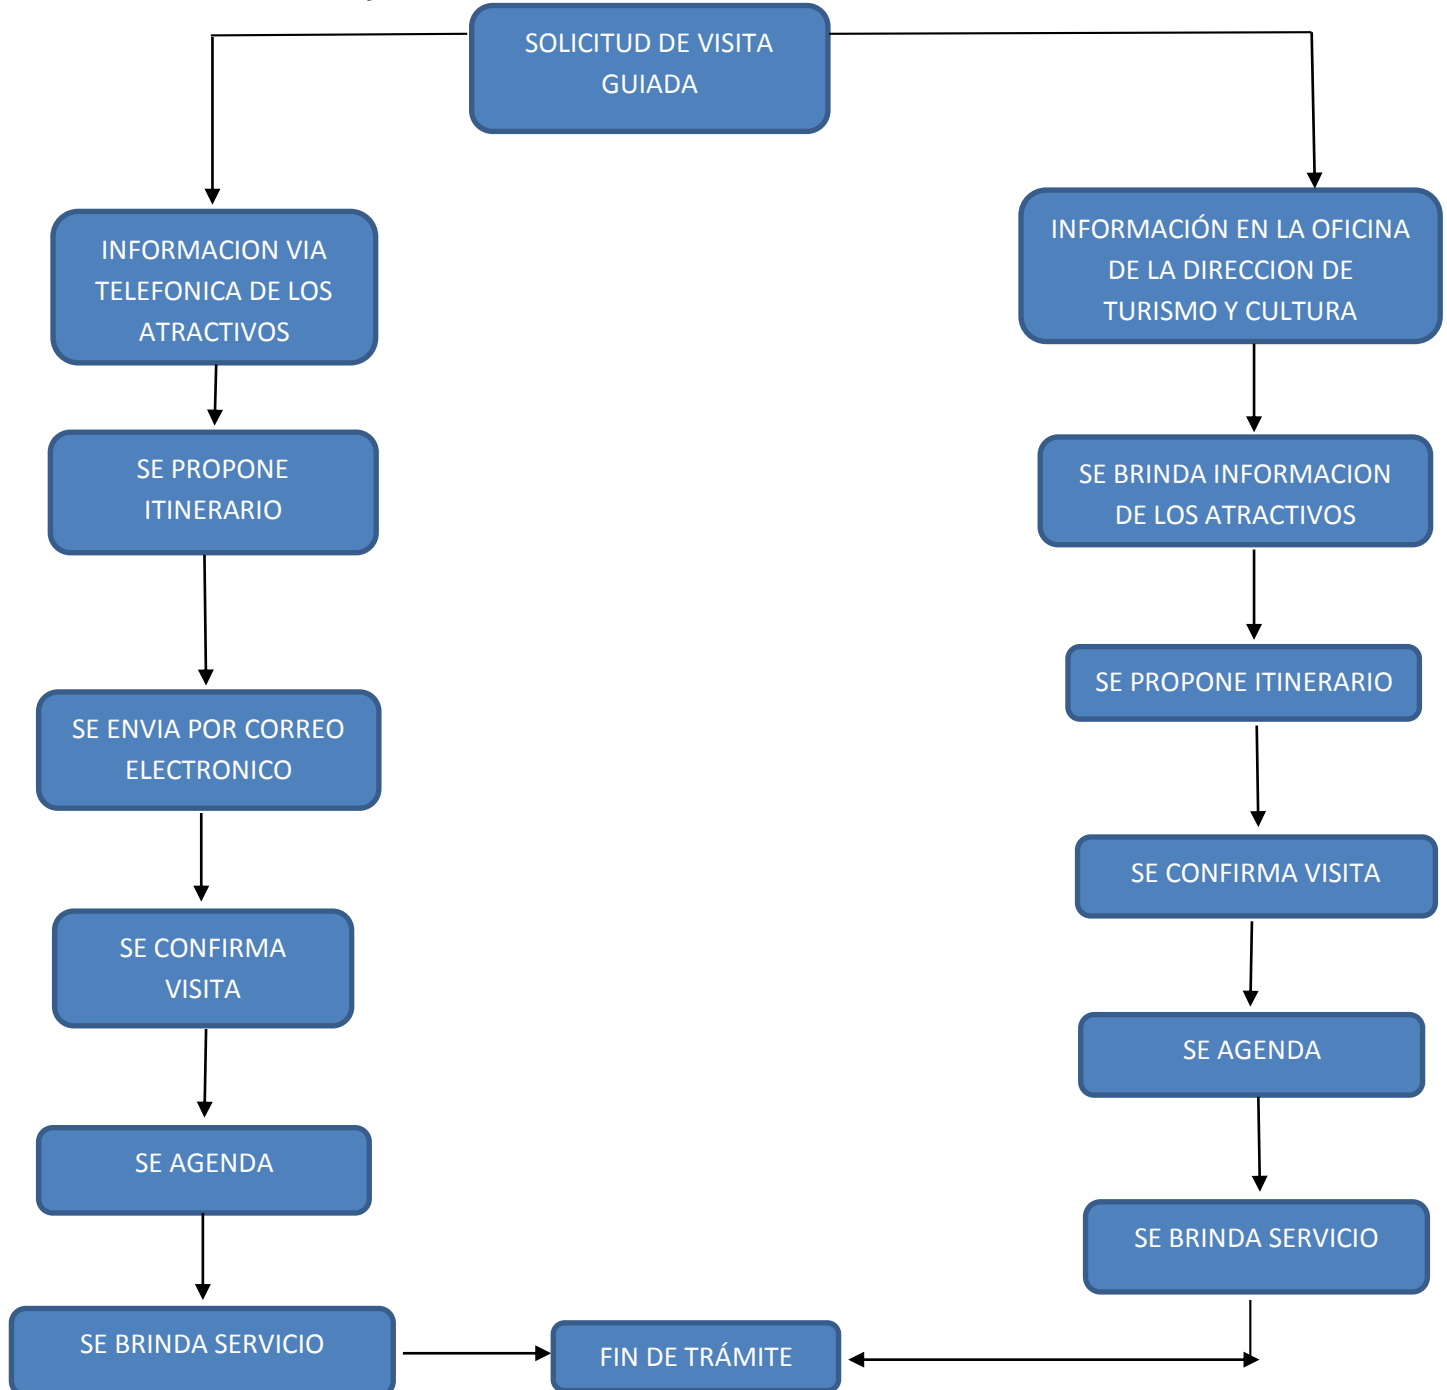 SOLICITUD DE VISITA
GUIADA
INFORMACION VIA
TELEFONICA DE LOS
ATRACTIVOS
SE PROPONE
ITINERARIO
SE ENVIA POR CORREO
ELECTRONICO
SE CONFIRMA
VISITA
SE AGENDA
SE BRINDA SERVICIO
INFORMACIÓN EN LA OFICINA
DE LA DIRECCION DE
TURISMO Y CULTURA
SE BRINDA INFORMACION
DE LOS ATRACTIVOS
SE PROPONE ITINERARIO
SE CONFIRMA VISITA
SE AGENDA
SE BRINDA SERVICIO
FIN DE TRÁMITE